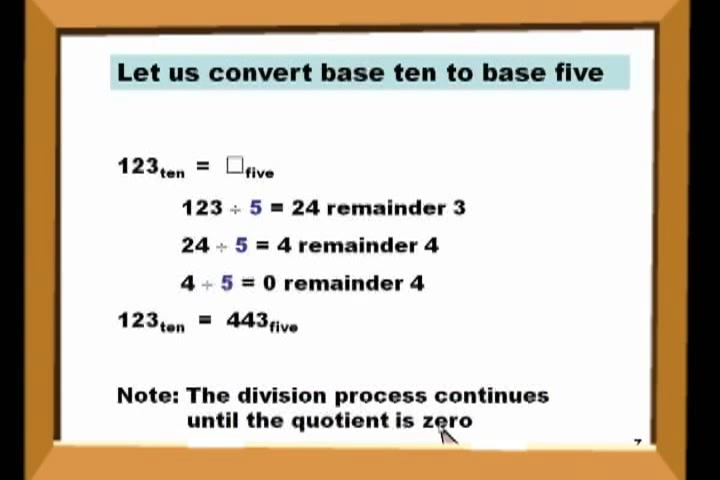 Let us convert base ten to base five
123ten = □five
123 ÷ 5 = 24 remainder 3
24 ÷ 5 = 4 remainder 4
4 ÷ 5 = 0 remainder 4
123ten = 443five
Note: The division process continues
until the quotient is zero
7